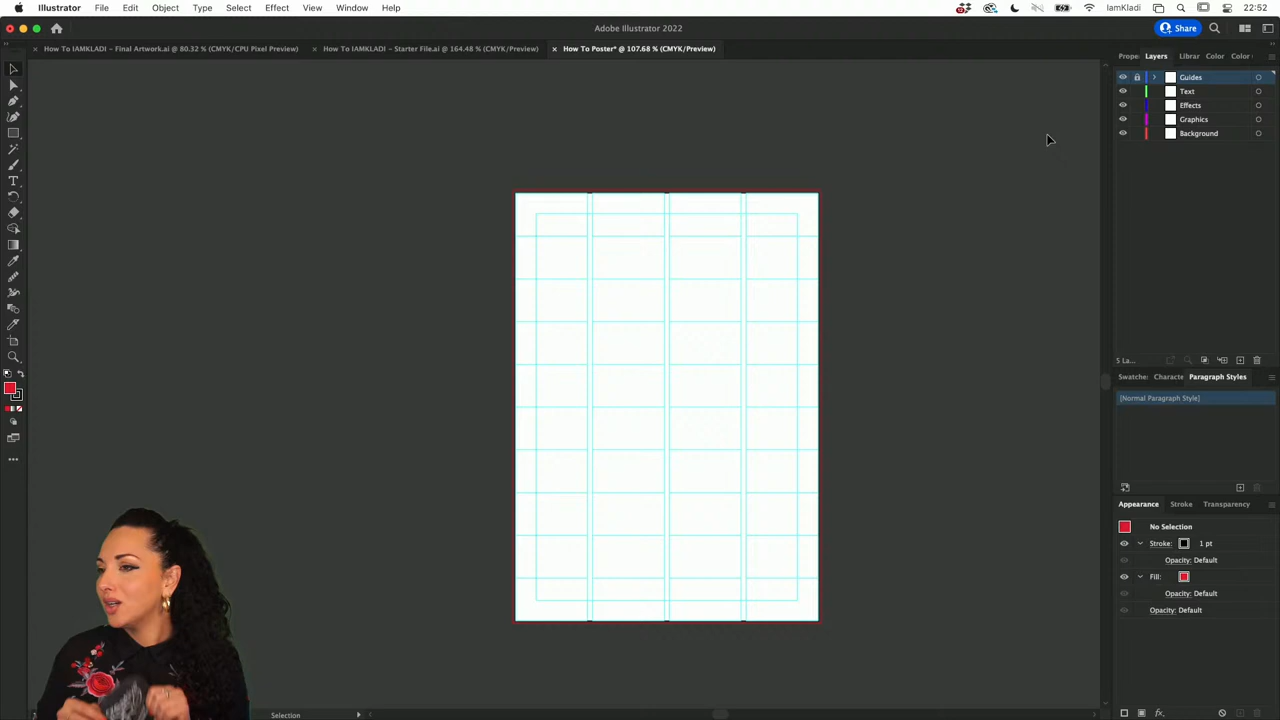 Illustrator File Edit Object Type Select Effect View Window Help
IamKladi 22:52
Adobe Illustrator 2022
Share
How To IAMKLADI – Final Artwork.ai @ 80.32 % (CMYK/CPU Pixel Preview)
How To IAMKLADI – Starter File.ai @ 164.48 % (CMYK/Preview)
How To Poster* @ 107.68 % (CMYK/Preview)
Prope Layers Librar Color Color
Guides
Text
Effects
Graphics
Background
5 La...
Swatche: Characte Paragraph Styles
[Normal Paragraph Style]
Appearance Stroke Transparency
No Selection
Stroke: 1 pt
Opacity: Default
Fill:
Opacity: Default
Opacity: Default
fx
Selection